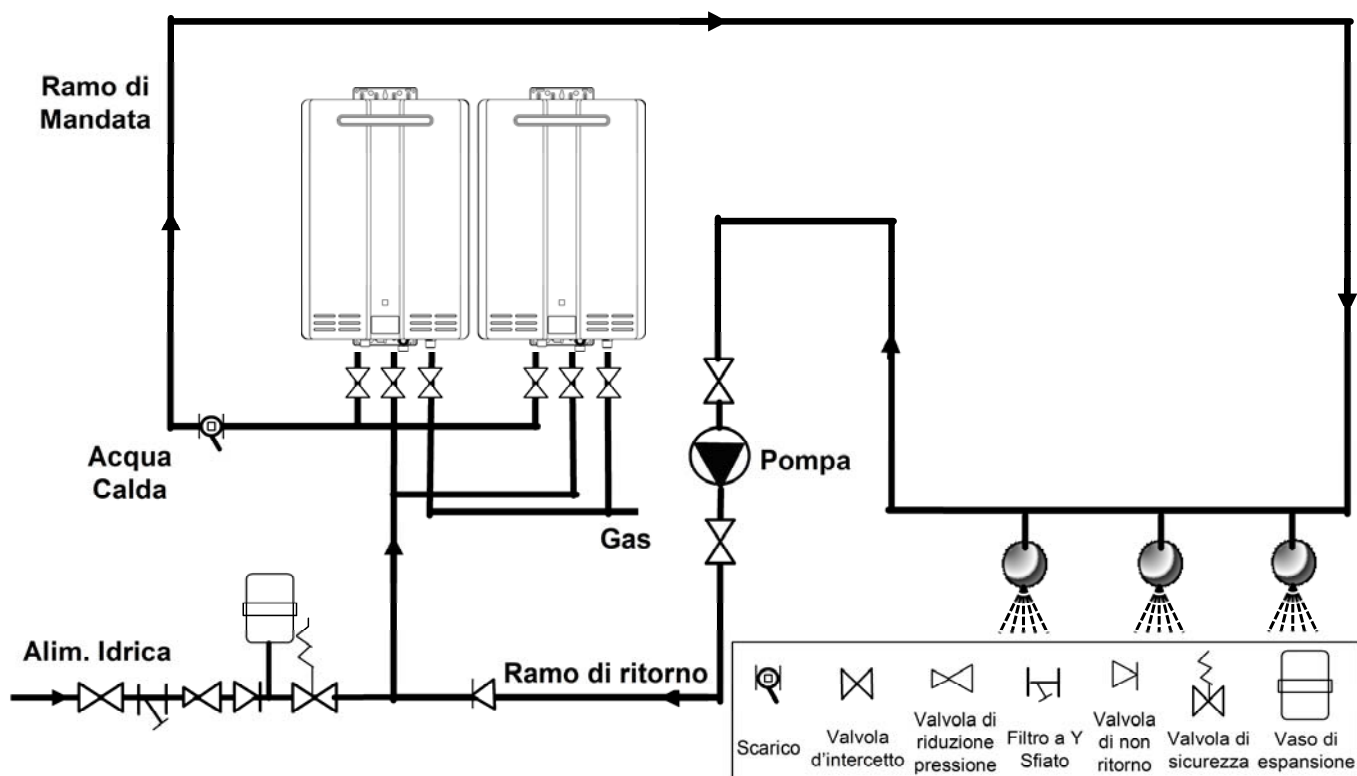 Ramo di
Mandata
Acqua
Calda
Pompa
Gas
Alim. Idrica
Ramo di ritorno
Scarico
Valvola
d'intercetto
Valvola di
riduzione
pressione
Filtro a Y
Sfiato
Valvola
di non
ritorno
Valvola di
sicurezza
Vaso di
espansione